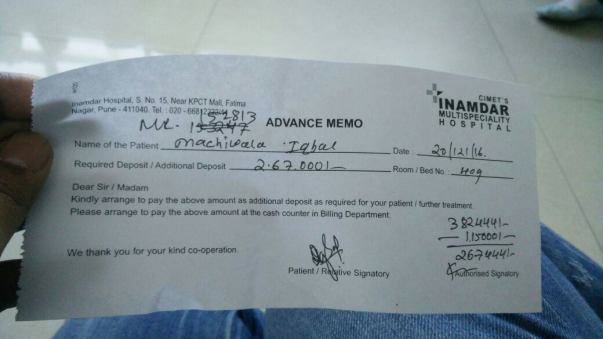 CIMET'S
INAMDAR
MULTISPECIALITY
HOSPITAL
Inamdar Hospital, S. No. 15, Near KPCT Mall, Fatima
Nagar, Pune - 411040. Tel. : 020 -
ADVANCE MEMO
Name of the Patient Machiwala Iqbal Date : 20/12/16.
Required Deposit / Additional Deposit 2.67.000/- Room / Bed No. 409
Dear Sir / Madam
Kindly arrange to pay the above amount as additional deposit as required for your patient / further treatment.
Please arrange to pay the above amount at the cash counter in Billing Department.
382444/-
- 115000/-
267444/-
We thank you for your kind co-operation.
Patient / Relative Signatory
Authorised Signatory